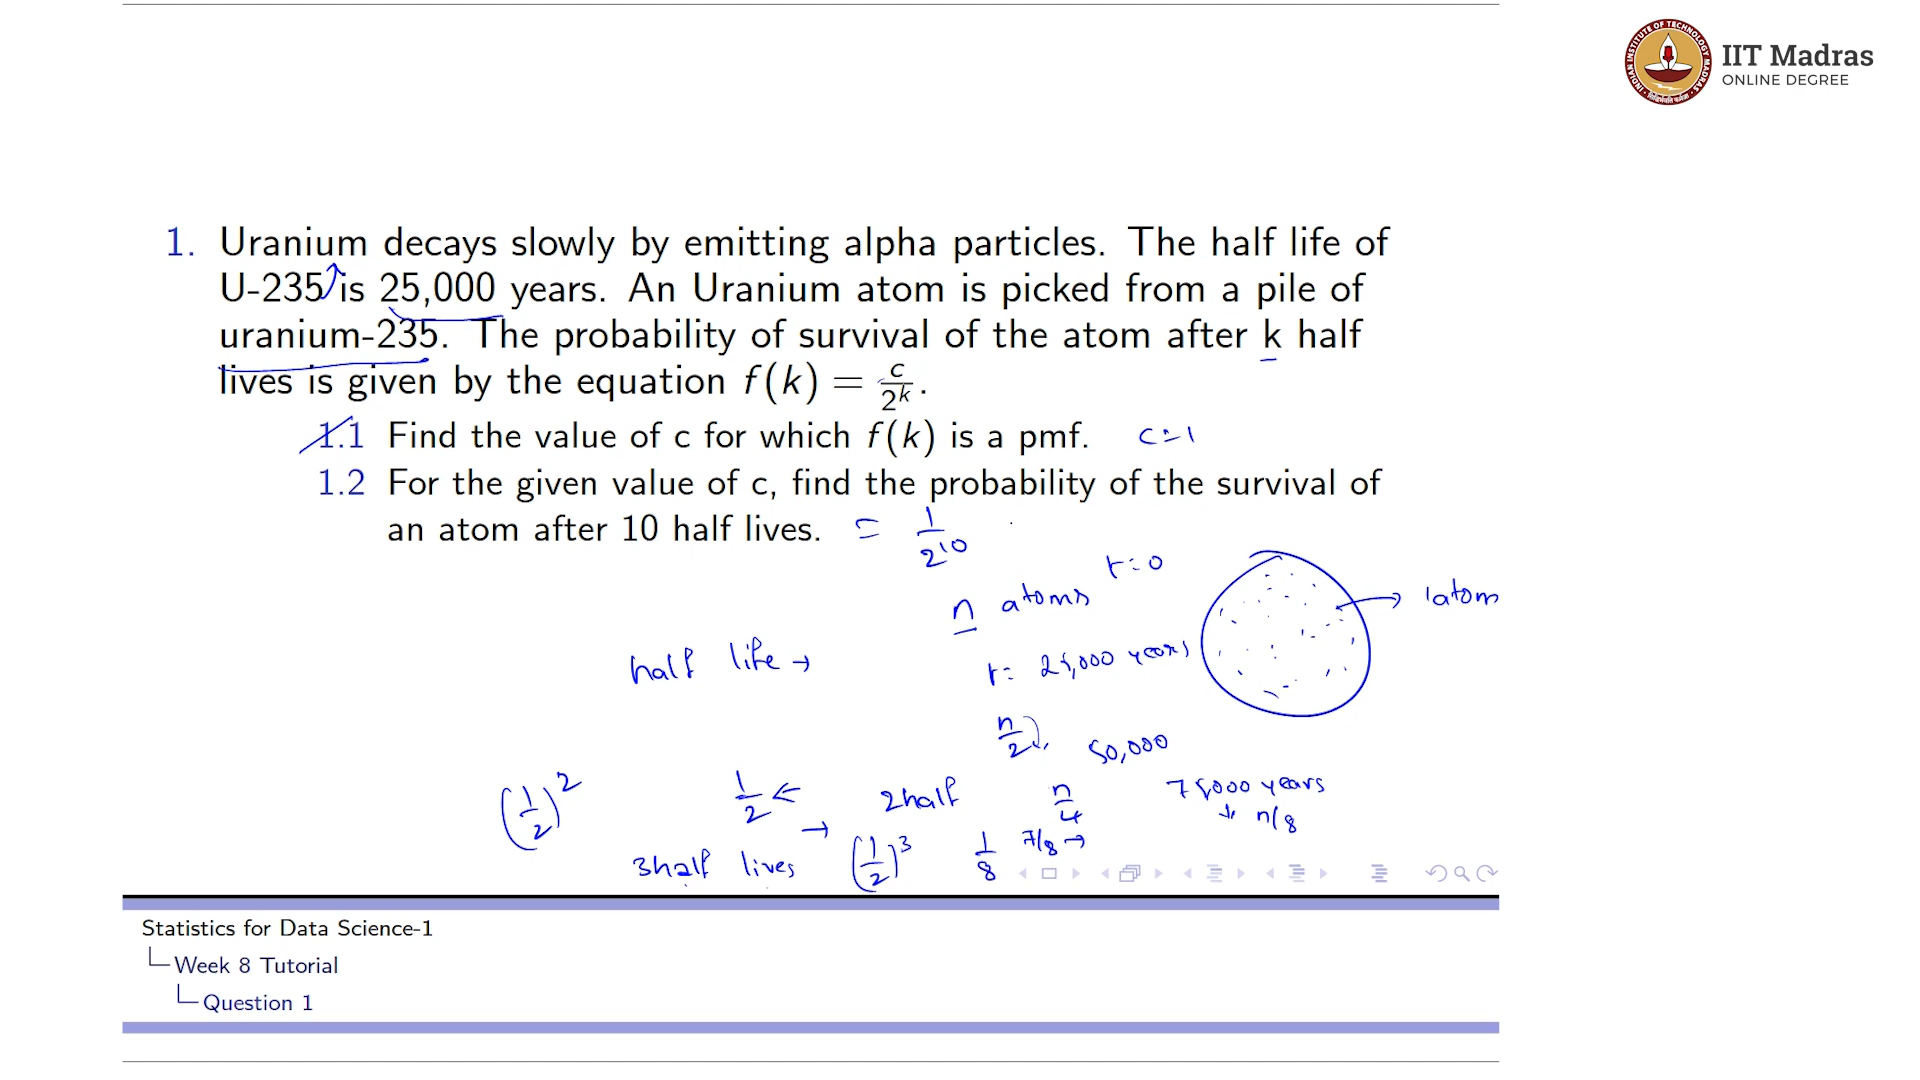 IIT Madras
ONLINE DEGREE
1. Uranium decays slowly by emitting alpha particles. The half life of
U-235 is 25,000 years. An Uranium atom is picked from a pile of
uranium-235. The probability of survival of the atom after k half
lives is given by the equation f(k) = c/2^k.
1.1 Find the value of c for which f(k) is a pmf. c=1
1.2 For the given value of c, find the probability of the survival of
an atom after 10 half lives. = 1/2^10
t=0
n atoms
1 atom
half life →
t= 25,000 years
n/2
50,000
(1/2)^2
1/2 ←
2 half
n/4
75000 years
↓ n/8
3 half lives → (1/2)^3 1/8 7/8 →
Statistics for Data Science-1
Week 8 Tutorial
Question 1